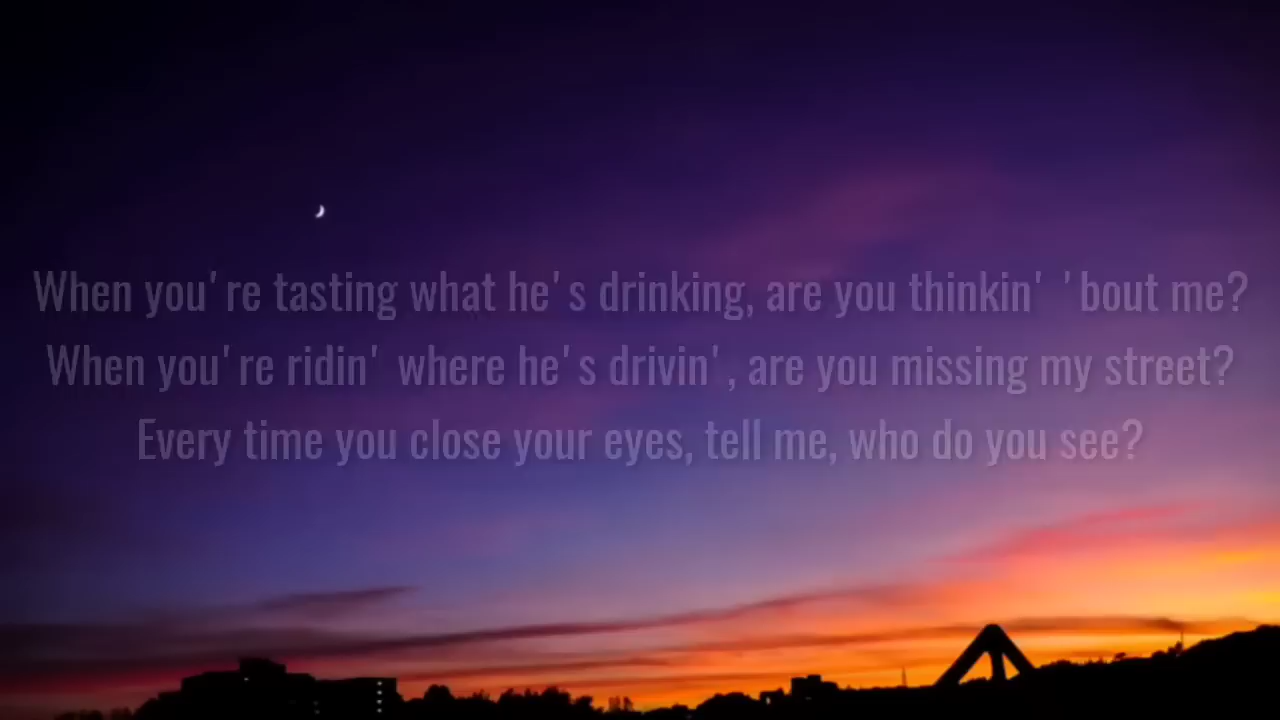 When you're tasting what he's drinking, are you thinkin' 'bout me?
When you're ridin' where he's drivin', are you missing my street?
Every time you close your eyes, tell me, who do you see?